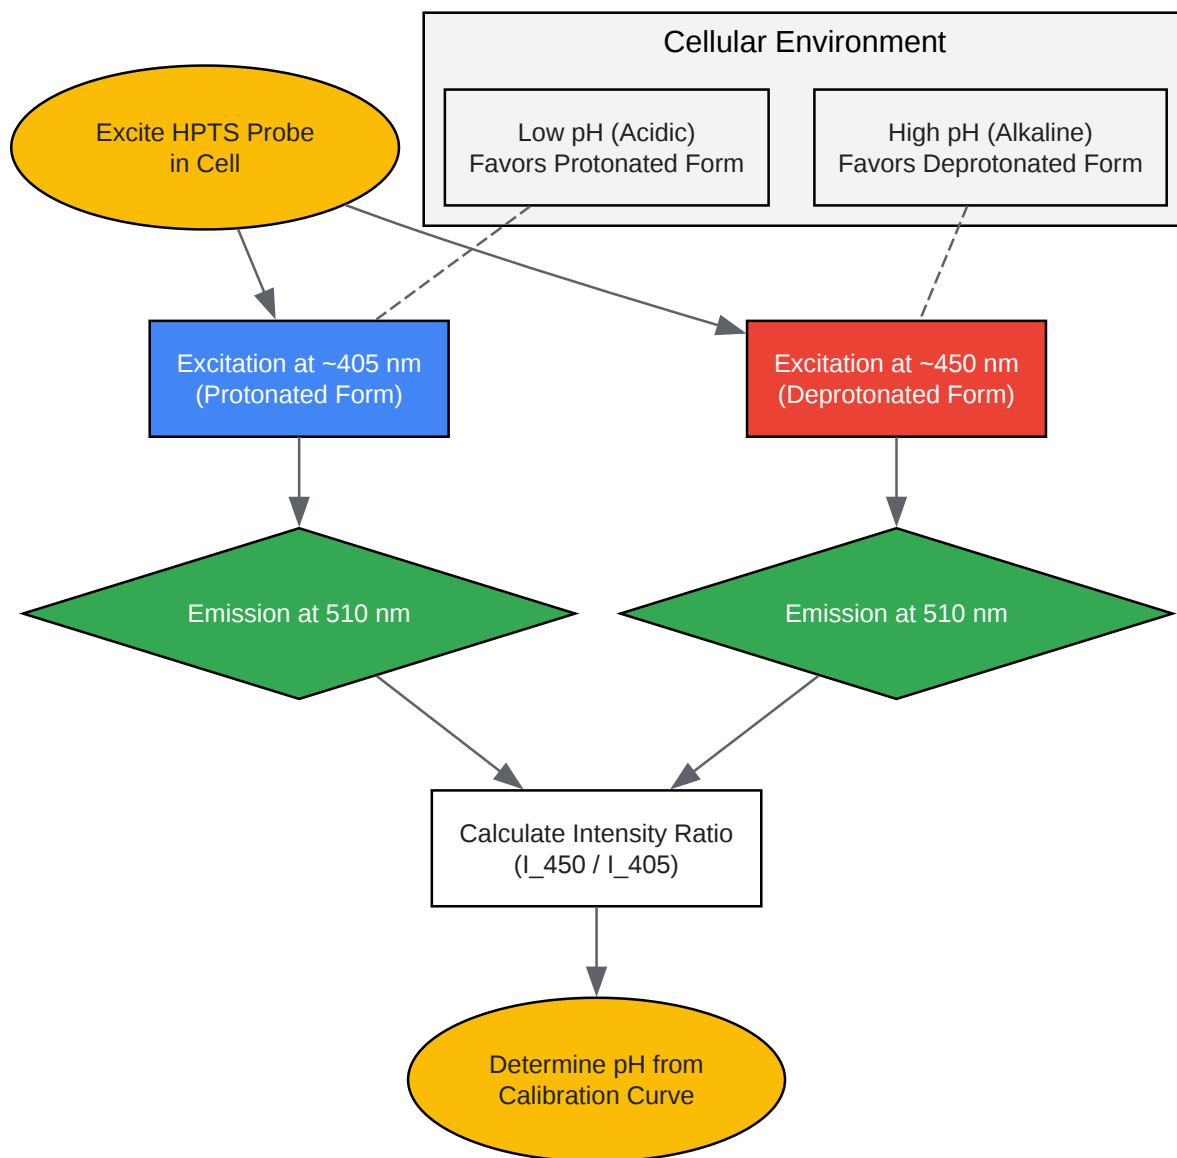 Cellular Environment
Excite HPTS Probe
in Cell
Low pH (Acidic)
Favors Protonated Form
High pH (Alkaline)
Favors Deprotonated Form
Excitation at ~405 nm
(Protonated Form)
Excitation at ~450 nm
(Deprotonated Form)
Emission at 510 nm
Emission at 510 nm
Calculate Intensity Ratio
(I_450 / I_405)
Determine pH from
Calibration Curve